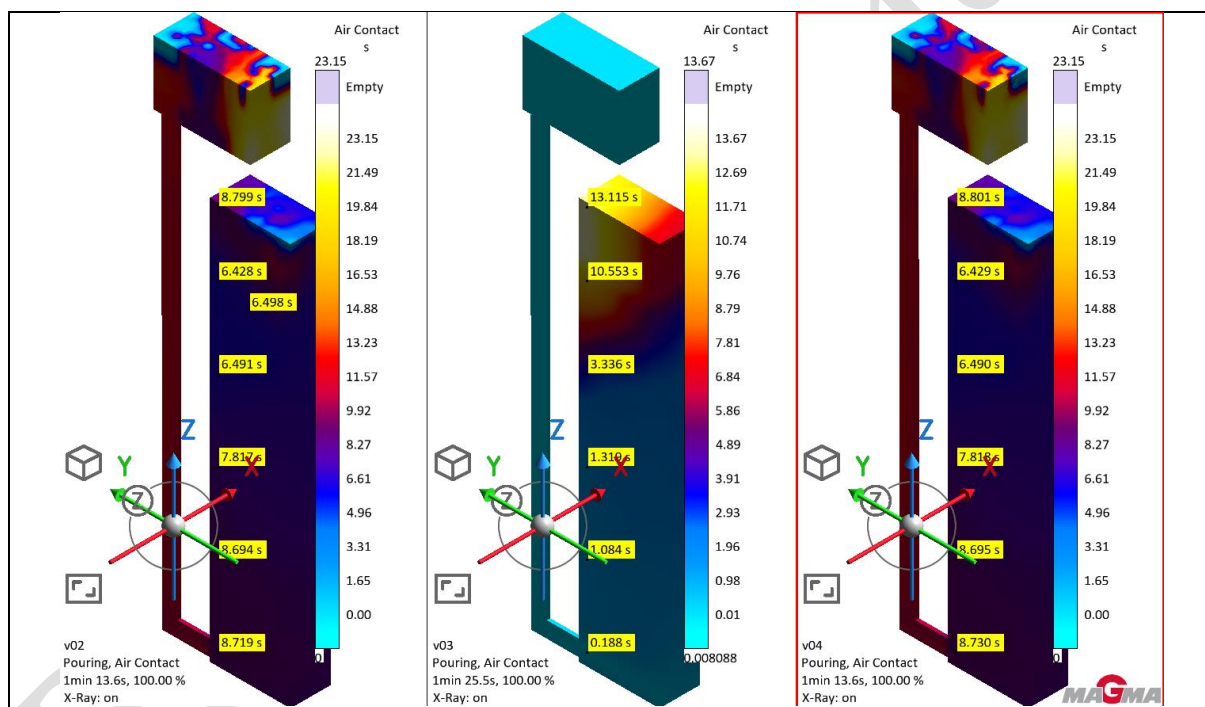 Air Contact
s
23.15
Empty
23.15
21.49
19.84
18.19
16.53
14.88
13.23
11.57
9.92
8.27
6.61
4.96
3.31
1.65
0.00
0
8.799 s
6.428 s
6.498 s
6.491 s
7.817 s
8.694 s
8.719 s
Z
Y
X
Z
v02
Pouring, Air Contact
1min 13.6s, 100.00 %
X-Ray: on
Air Contact
s
13.67
Empty
13.67
12.69
11.71
10.74
9.76
8.79
7.81
6.84
5.86
4.89
3.91
2.93
1.96
0.98
0.01
0.008088
13.115 s
10.553 s
3.336 s
1.319 s
1.084 s
0.188 s
Z
Y
X
Z
v03
Pouring, Air Contact
1min 25.5s, 100.00 %
X-Ray: on
Air Contact
s
23.15
Empty
23.15
21.49
19.84
18.19
16.53
14.88
13.23
11.57
9.92
8.27
6.61
4.96
3.31
1.65
0.00
0
8.801 s
6.429 s
6.490 s
7.818 s
8.695 s
8.730 s
Z
Y
X
Z
v04
Pouring, Air Contact
1min 13.6s, 100.00 %
X-Ray: on
MAGMA